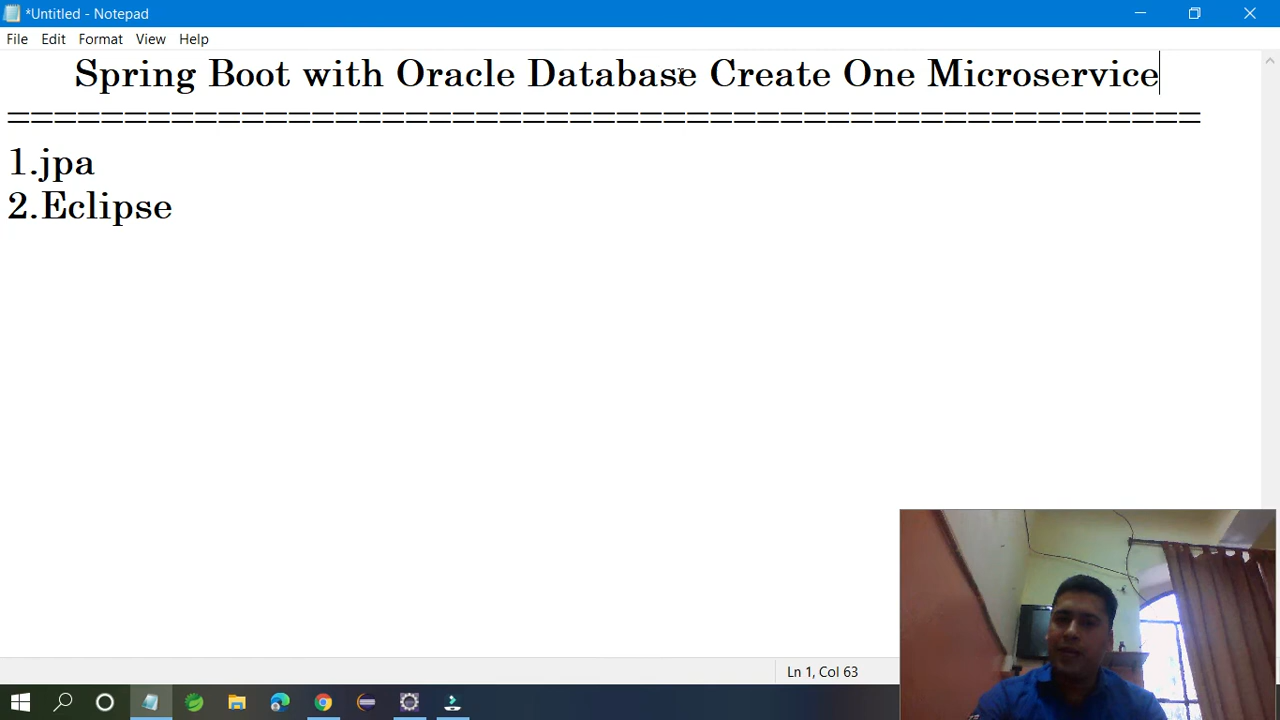 *Untitled - Notepad
File Edit Format View Help
Spring Boot with Oracle Database Create One Microservice
===================================================
1.jpa
2.Eclipse
Ln 1, Col 63